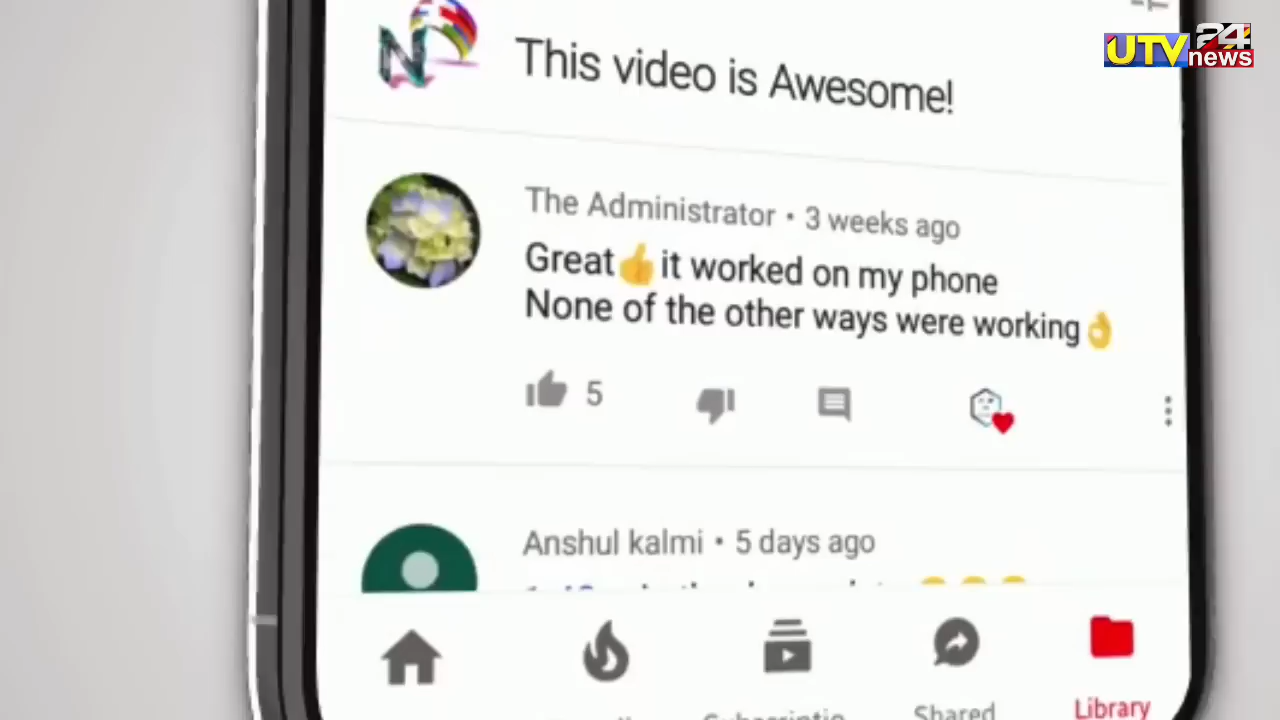 UTV 24 news
N
This video is Awesome!
The Administrator • 3 weeks ago
Great👍it worked on my phone
None of the other ways were working👌
5
Anshul kalmi • 5 days ago
Shared
Library